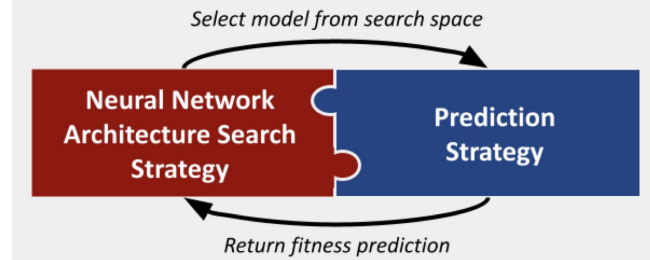 Select model from search space
Neural Network
Architecture Search
Strategy
Prediction
Strategy
Return fitness prediction